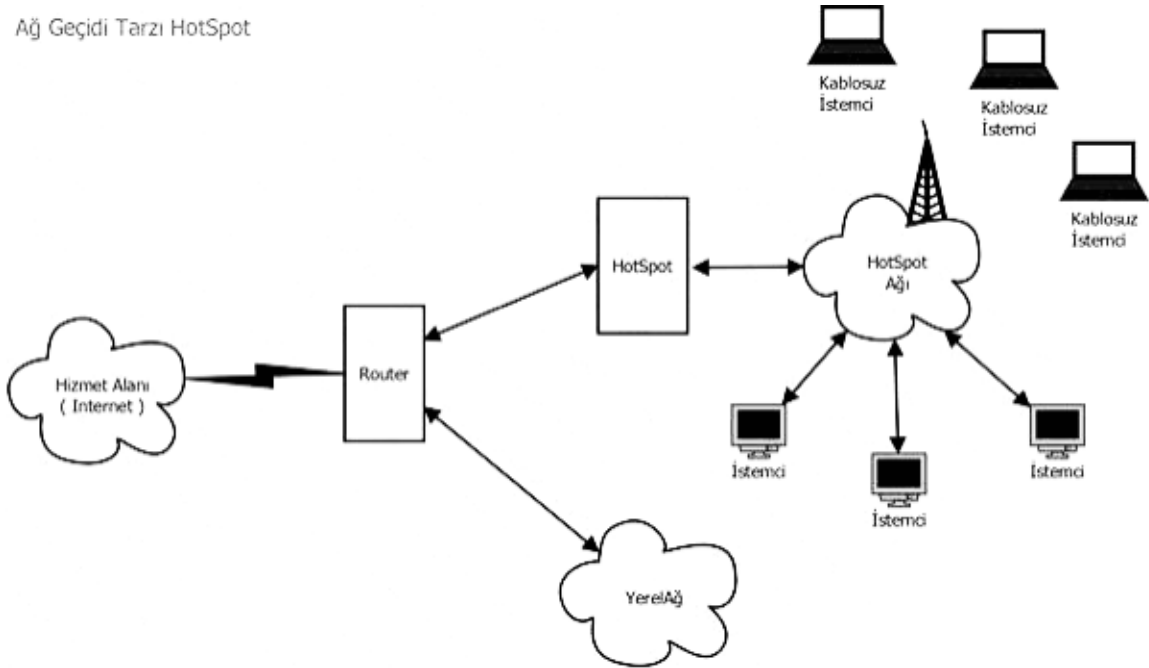 Ağ Geçidi Tarzı HotSpot
Kablosuz
İstemci
Kablosuz
İstemci
Kablosuz
İstemci
HotSpot
HotSpot
Ağı
Router
Hizmet Alanı
( Internet )
İstemci
İstemci
İstemci
YerelAğ